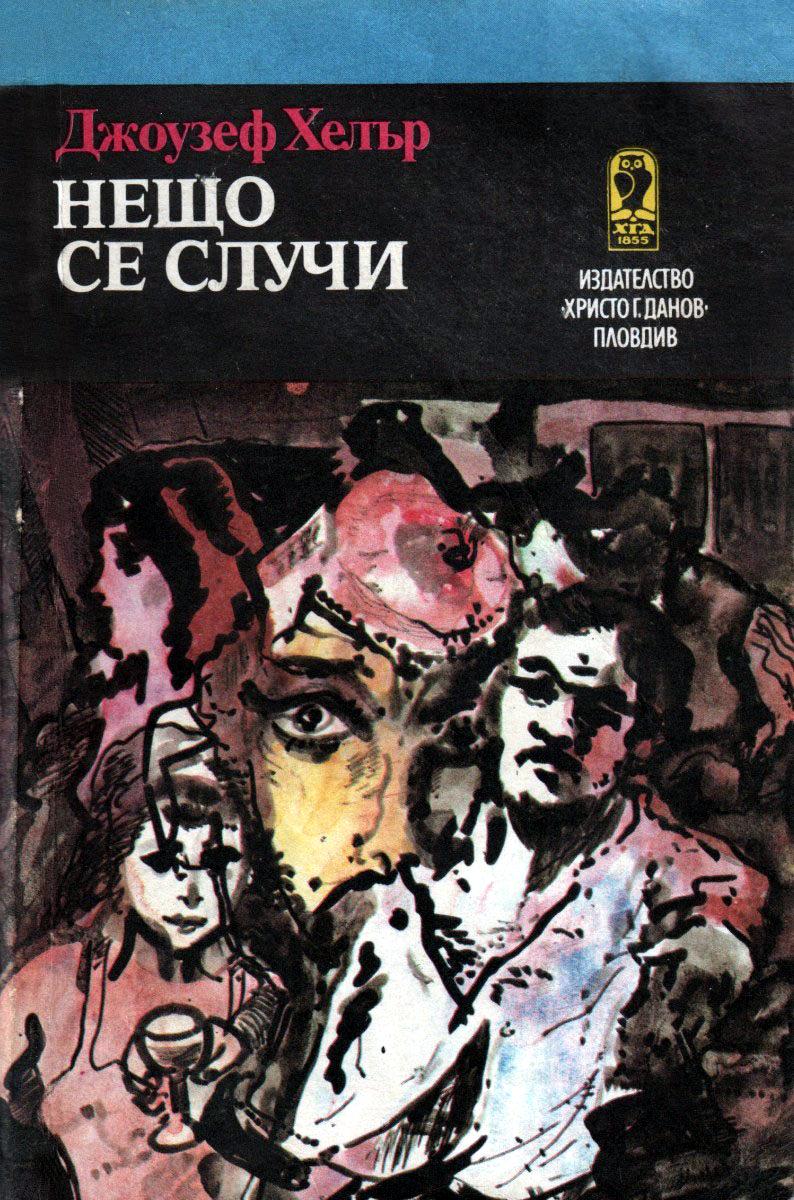 Джоузеф Хелър
НЕЩО
СЕ СЛУЧИ
ХГД
1855
ИЗДАТЕЛСТВО
„ХРИСТО Г. ДАНОВ“
ПЛОВДИВ